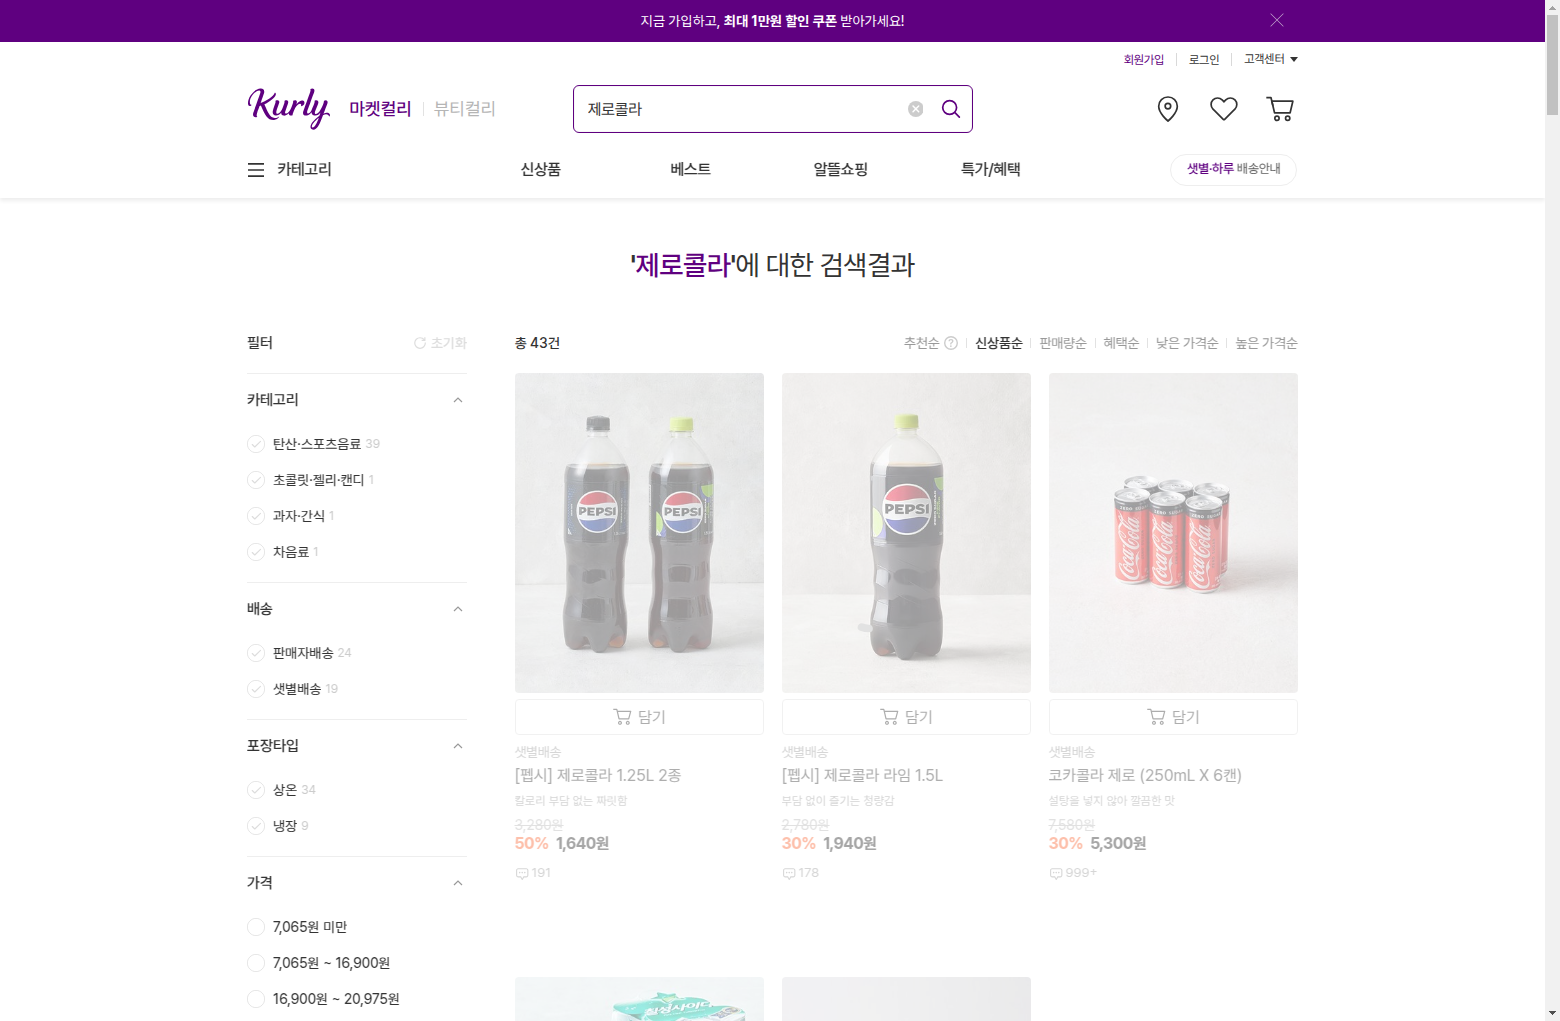 지금 가입하고, 최대 1만원 할인 쿠폰 받아가세요!
회원가입 로그인 고객센터
Kurly 마켓컬리 뷰티컬리 제로콜라
카테고리 신상품 베스트 알뜰쇼핑 특가/혜택 샛별·하루 배송안내
'제로콜라'에 대한 검색결과
필터 초기화
총 43건 추천순 ? 신상품순 판매량순 혜택순 낮은 가격순 높은 가격순
카테고리
탄산·스포츠음료 39
초콜릿·젤리·캔디 1
과자·간식 1
차음료 1
배송
판매자배송 24
샛별배송 19
포장타입
상온 34
냉장 9
가격
7,065원 미만
7,065원 ~ 16,900원
16,900원 ~ 20,975원
PEPSI PEPSI
담기
샛별배송
[펩시] 제로콜라 1.25L 2종
칼로리 부담 없는 짜릿함
3,280원
50% 1,640원
191
PEPSI
담기
샛별배송
[펩시] 제로콜라 라임 1.5L
부담 없이 즐기는 청량감
2,780원
30% 1,940원
178
Coca-Cola Coca-Cola Coca-Cola
담기
샛별배송
코카콜라 제로 (250mL X 6캔)
설탕을 넣지 않아 깔끔한 맛
7,580원
30% 5,300원
999+
칠성사이다